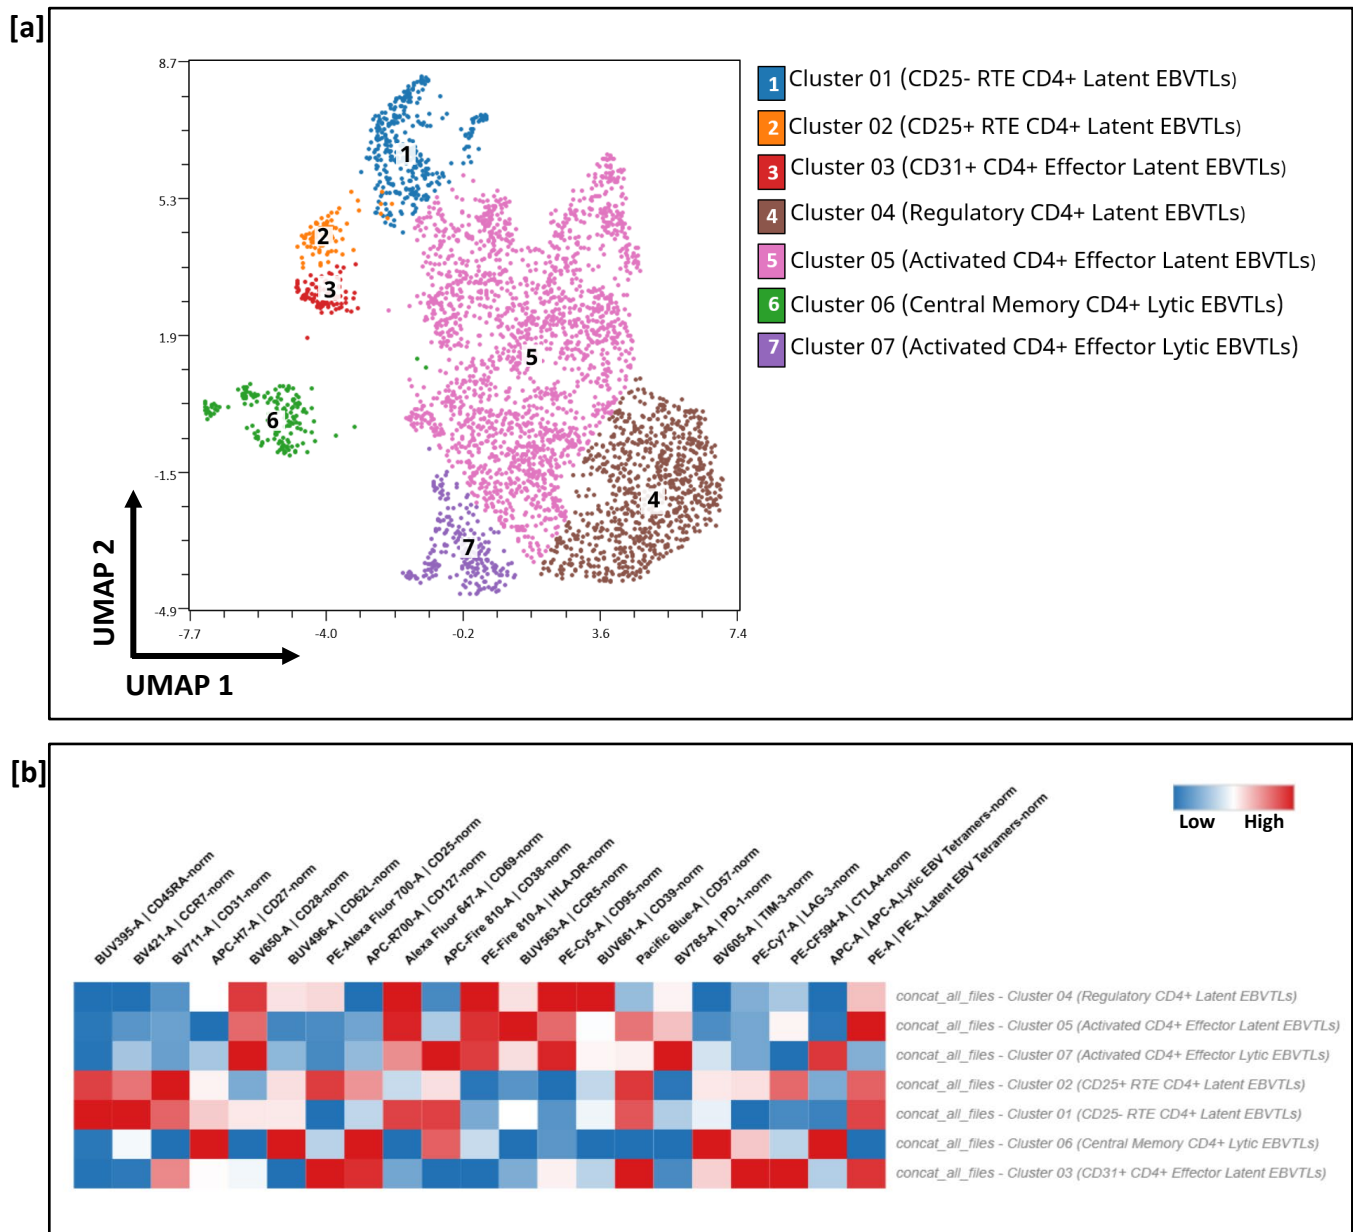 [a]
8.7
5.3
1.9
-1.5
-4.9
-7.7
-4.0
-0.2
3.6
7.4
UMAP 2
UMAP 1
1
2
3
4
5
6
7
1 Cluster 01 (CD25- RTE CD4+ Latent EBVTLs)
2 Cluster 02 (CD25+ RTE CD4+ Latent EBVTLs)
3 Cluster 03 (CD31+ CD4+ Effector Latent EBVTLs)
4 Cluster 04 (Regulatory CD4+ Latent EBVTLs)
5 Cluster 05 (Activated CD4+ Effector Latent EBVTLs)
6 Cluster 06 (Central Memory CD4+ Lytic EBVTLs)
7 Cluster 07 (Activated CD4+ Effector Lytic EBVTLs)
[b]
Low High
BUV395-A | CD45RA-norm
BV421-A | CCR7-norm
BV711-A | CD31-norm
APC-H7-A | CD27-norm
BV650-A | CD28-norm
BUV496-A | CD62L-norm
PE-Alexa Fluor 700-A | CD25-norm
APC-R700-A | CD127-norm
Alexa Fluor 647-A | CD69-norm
APC-Fire 810-A | CD38-norm
PE-Fire 810-A | HLA-DR-norm
BUV563-A | CCR5-norm
PE-Cy5-A | CD95-norm
BUV661-A | CD39-norm
Pacific Blue-A | CD57-norm
BV785-A | PD-1-norm
BV605-A | TIM-3-norm
PE-Cy7-A | LAG-3-norm
PE-CF594-A | CTLA4-norm
APC-A | APC-A,Lytic EBV Tetramers-norm
PE-A | PE-A,Latent EBV Tetramers-norm
concat_all_files - Cluster 04 (Regulatory CD4+ Latent EBVTLs)
concat_all_files - Cluster 05 (Activated CD4+ Effector Latent EBVTLs)
concat_all_files - Cluster 07 (Activated CD4+ Effector Lytic EBVTLs)
concat_all_files - Cluster 02 (CD25+ RTE CD4+ Latent EBVTLs)
concat_all_files - Cluster 01 (CD25- RTE CD4+ Latent EBVTLs)
concat_all_files - Cluster 06 (Central Memory CD4+ Lytic EBVTLs)
concat_all_files - Cluster 03 (CD31+ CD4+ Effector Latent EBVTLs)